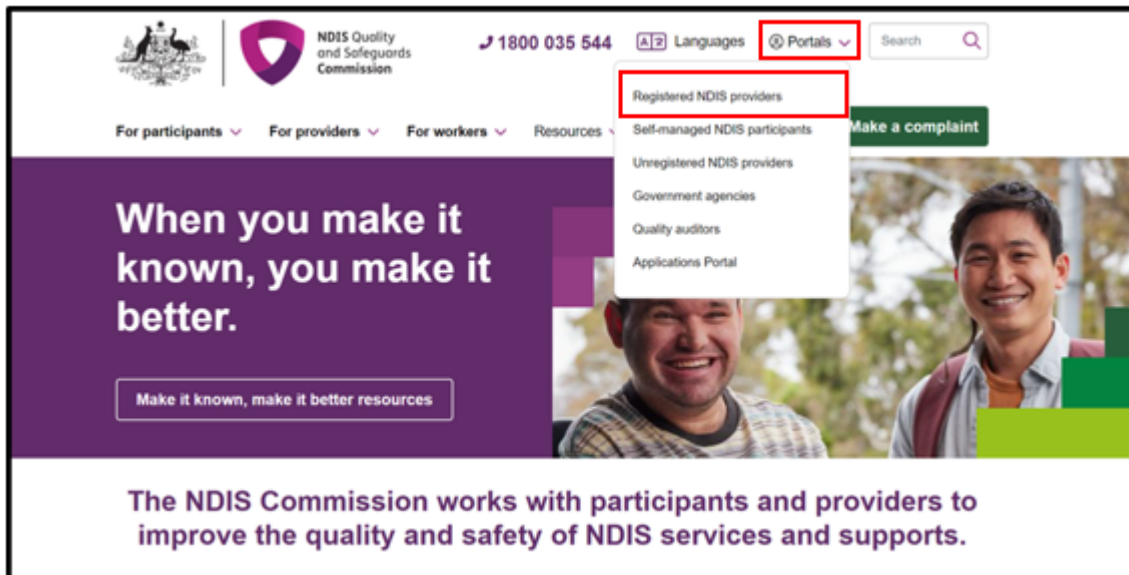 NDIS Quality
and Safeguards
Commission
1800 035 544
Languages
Portals
Search
For participants
For providers
For workers
Resources
Make a complaint
Registered NDIS providers
Self-managed NDIS participants
Unregistered NDIS providers
Government agencies
Quality auditors
Applications Portal
When you make it
known, you make it
better.
Make it known, make it better resources
The NDIS Commission works with participants and providers to
improve the quality and safety of NDIS services and supports.